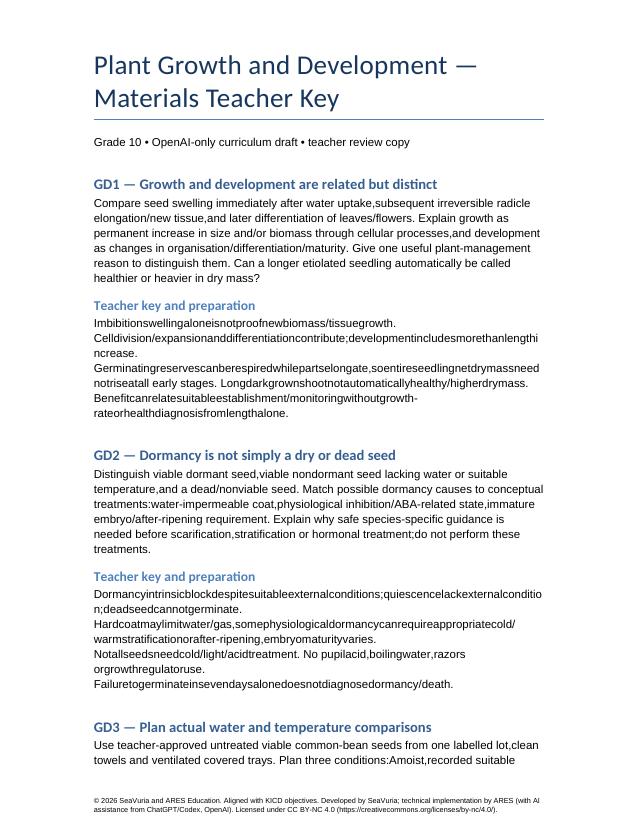 Plant Growth and Development —
Materials Teacher Key
Grade 10 • OpenAI-only curriculum draft • teacher review copy
GD1 — Growth and development are related but distinct
Compare seed swelling immediately after water uptake,subsequent irreversible radicle
elongation/new tissue,and later differentiation of leaves/flowers. Explain growth as
permanent increase in size and/or biomass through cellular processes,and development
as changes in organisation/differentiation/maturity. Give one useful plant-management
reason to distinguish them. Can a longer etiolated seedling automatically be called
healthier or heavier in dry mass?
Teacher key and preparation
Imbibitionswellingaloneisnotproofnewbiomass/tissuegrowth.
Celldivision/expansionanddifferentiationcontribute;developmentincludesmorethanlengthi
ncrease.
Germinatingreservescanberespiredwhilepartselongate,soentireseedlingnetdrymassneed
notriseatall early stages. Longdarkgrownshootnotautomaticallyhealthy/higherdrymass.
Benefitcanrelatesuitableestablishment/monitoringwithoutgrowth-
rateorhealthdiagnosisfromlengthalone.
GD2 — Dormancy is not simply a dry or dead seed
Distinguish viable dormant seed,viable nondormant seed lacking water or suitable
temperature,and a dead/nonviable seed. Match possible dormancy causes to conceptual
treatments:water-impermeable coat,physiological inhibition/ABA-related state,immature
embryo/after-ripening requirement. Explain why safe species-specific guidance is
needed before scarification,stratification or hormonal treatment;do not perform these
treatments.
Teacher key and preparation
Dormancyintrinsicblockdespitesuitableexternalconditions;quiescencelackexternalconditio
n;deadseedcannotgerminate.
Hardcoatmaylimitwater/gas,somephysiologicaldormancycanrequireappropriatecold/
warmstratificationorafter-ripening,embryomaturityvaries.
Notallseedsneedcold/light/acidtreatment. No pupilacid,boilingwater,razors
orgrowthregulatoruse.
Failuretogerminateinsevendaysalonedoesnotdiagnosedormancy/death.
GD3 — Plan actual water and temperature comparisons
Use teacher-approved untreated viable common-bean seeds from one labelled lot,clean
towels and ventilated covered trays. Plan three conditions:Amoist,recorded suitable
© 2026 SeaVuria and ARES Education. Aligned with KICD objectives. Developed by SeaVuria; technical implementation by ARES (with AI
assistance from ChatGPT/Codex, OpenAI). Licensed under CC BY-NC 4.0 (https://creativecommons.org/licenses/by-nc/4.0/).